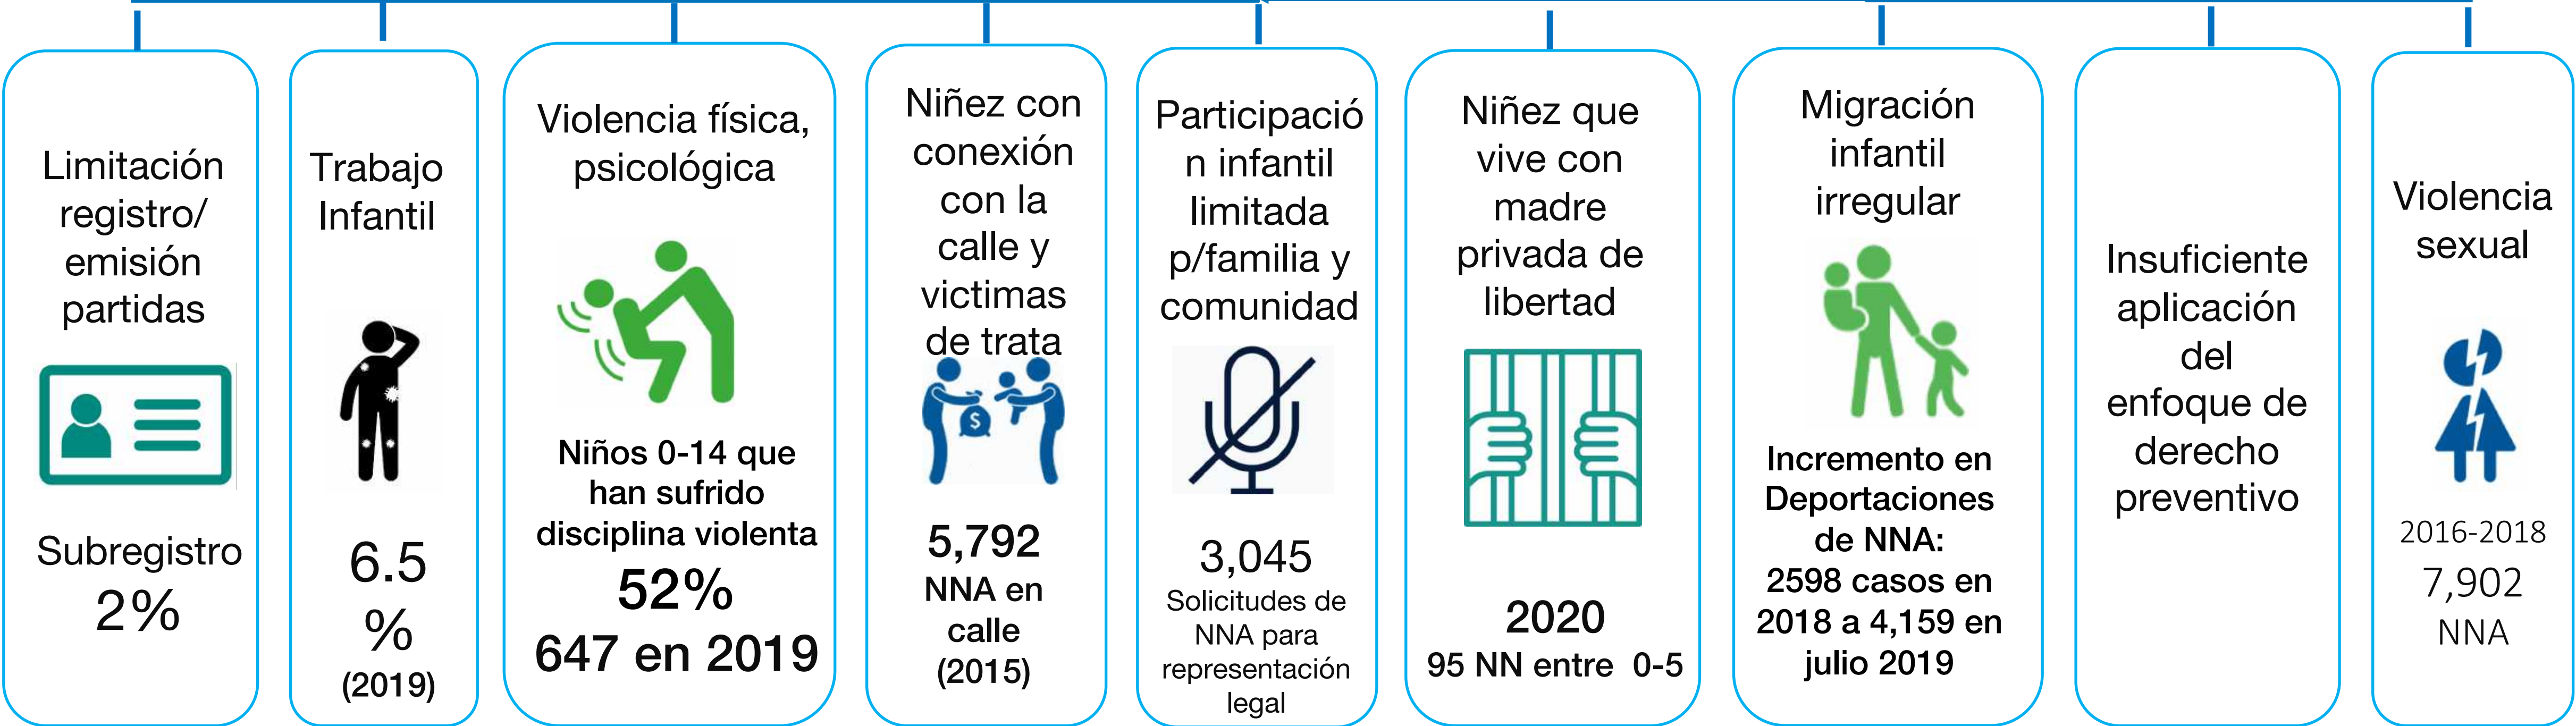 Limitación
registro/
emisión
partidas
Subregistro
2%
Trabajo
Infantil
6.5
%
(2019)
Violencia física,
psicológica
Niños 0-14 que
han sufrido
disciplina violenta
52%
647 en 2019
Niñez con
conexión
con la
calle y
victimas
de trata
$
5,792
NNA en
calle
(2015)
Participació
n infantil
limitada
p/familia y
comunidad
3,045
Solicitudes de
NNA para
representación
legal
Niñez que
vive con
madre
privada de
libertad
2020
95 NN entre 0-5
Migración
infantil
irregular
Incremento en
Deportaciones
de NNA:
2598 casos en
2018 a 4,159 en
julio 2019
Insuficiente
aplicación
del
enfoque de
derecho
preventivo
Violencia
sexual
2016-2018
7,902
NNA